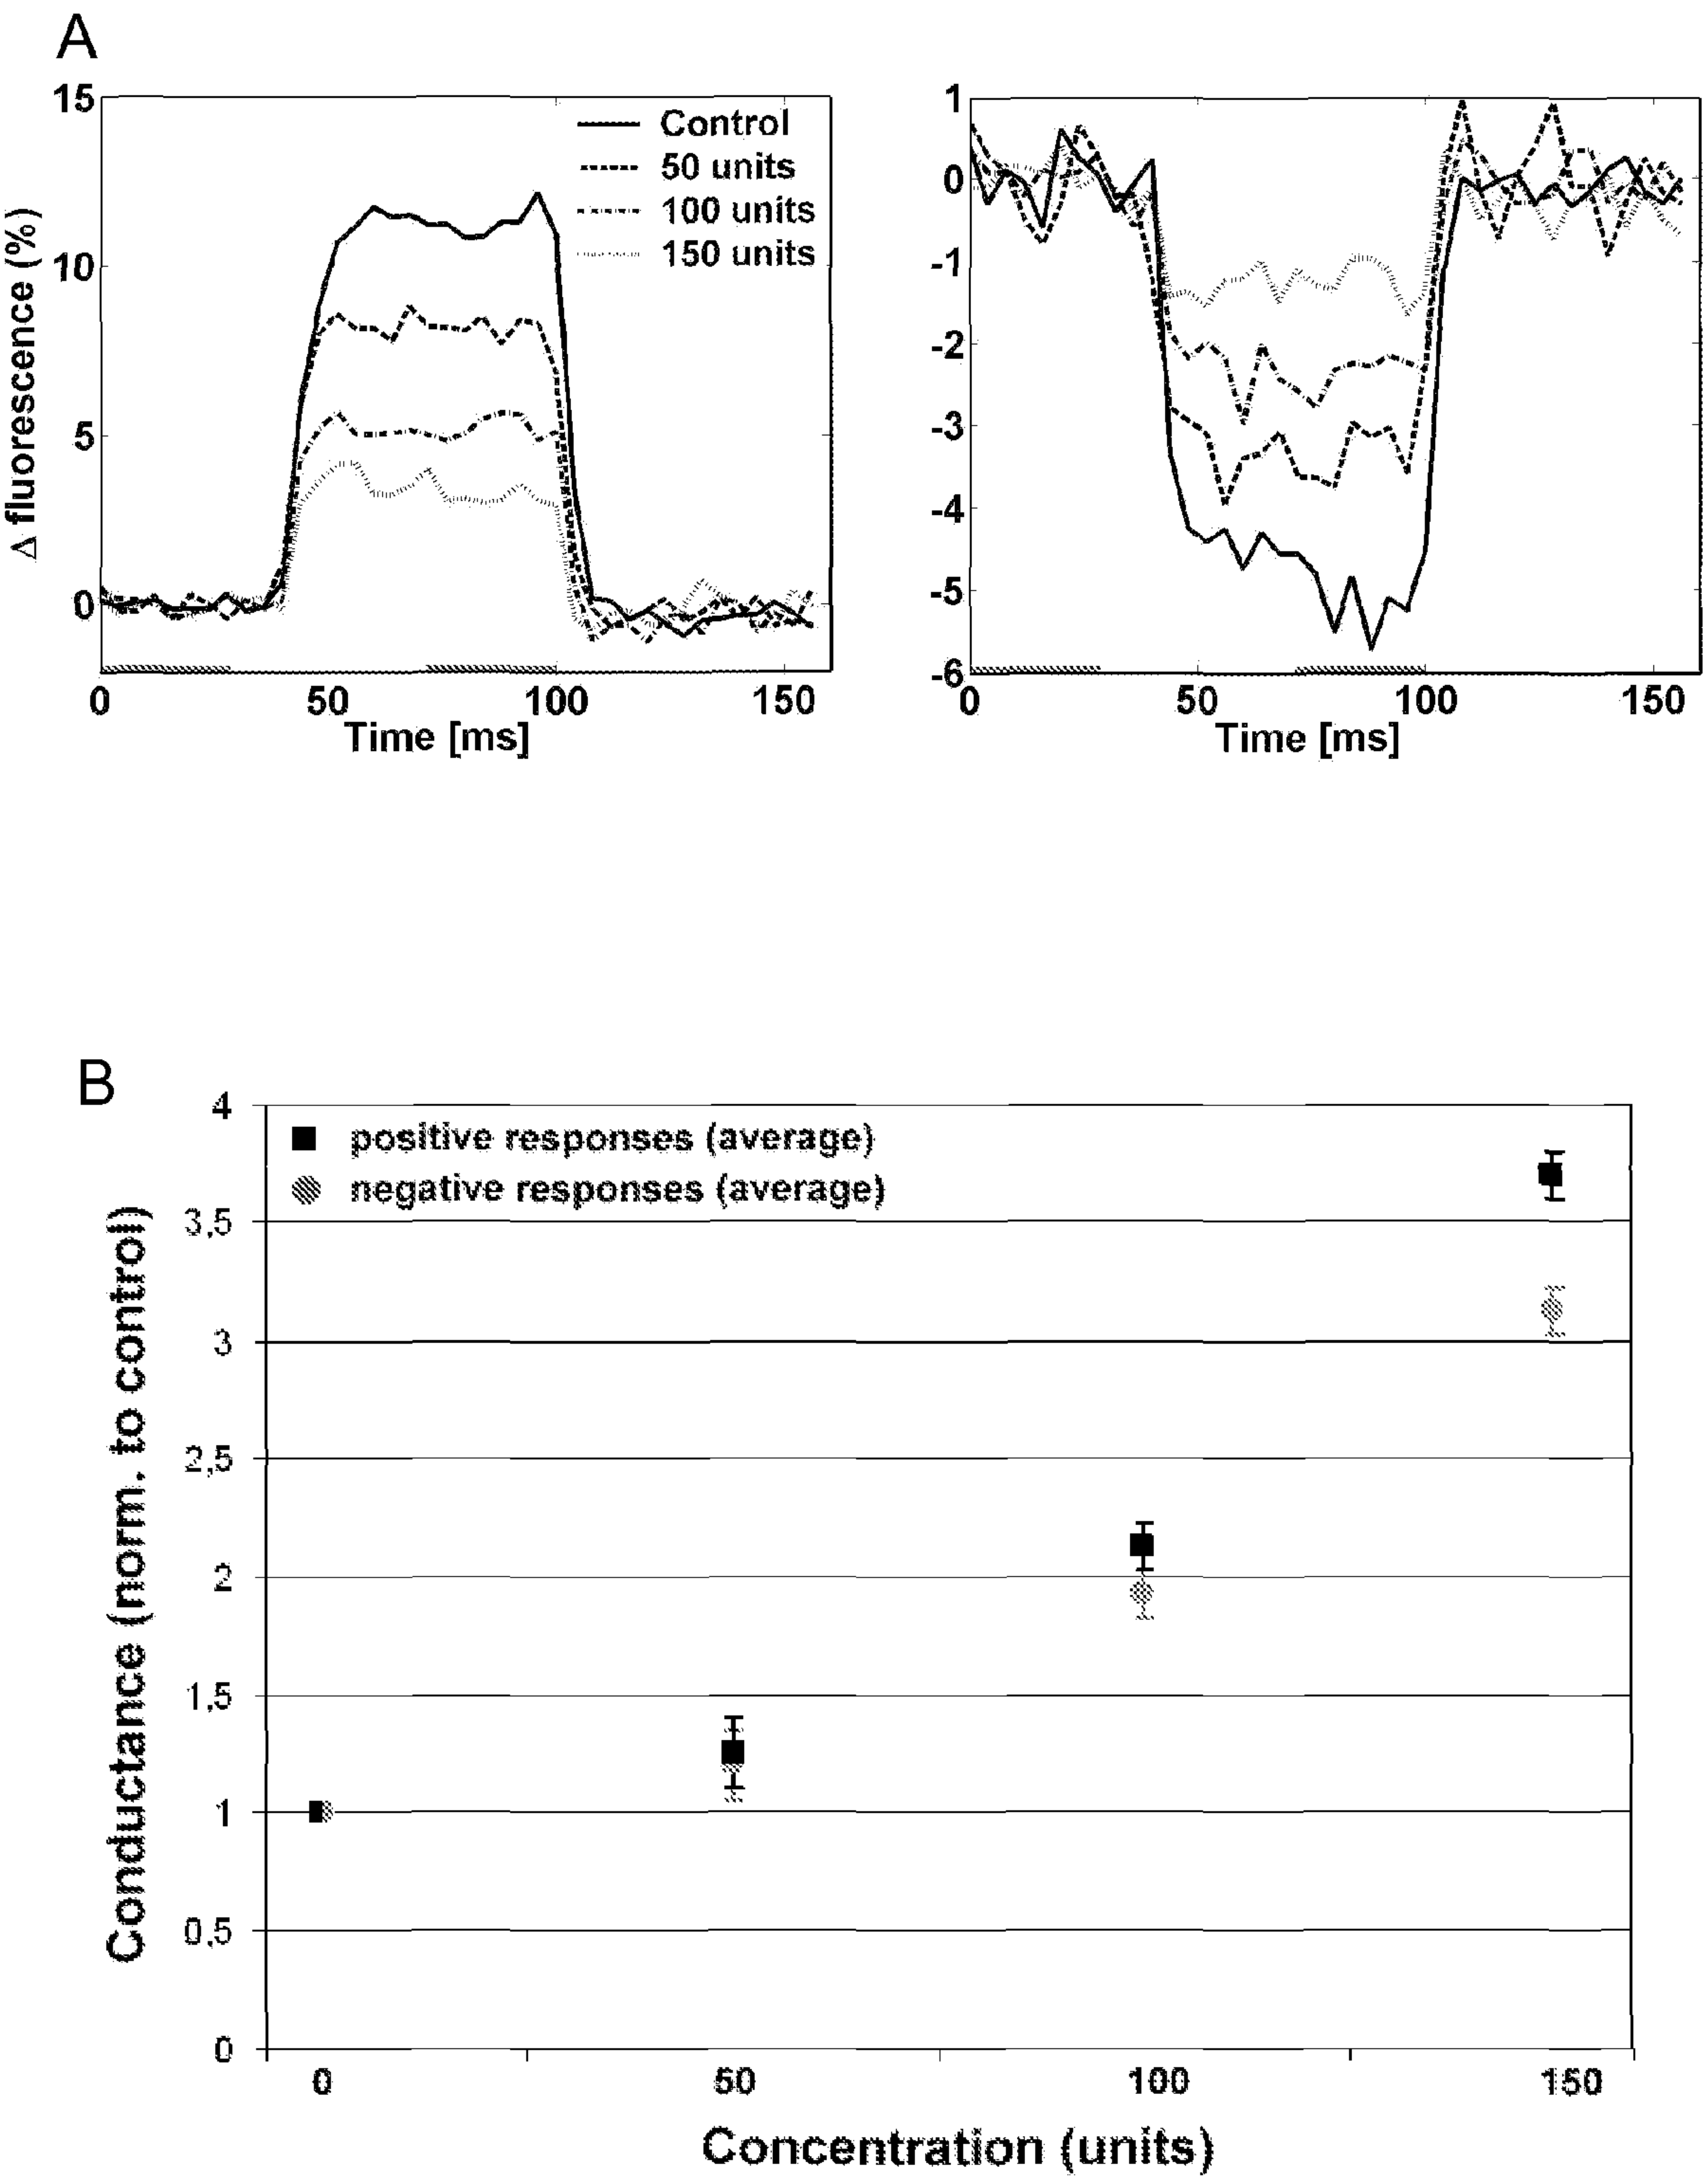 A
15
10
5
0
Δ fluorescence (%)
Control
50 units
100 units
150 units
0 50 100 150
Time [ms]
1
0
-1
-2
-3
-4
-5
-6
0 50 100 150
Time [ms]
B
4
3,5
3
2,5
2
1,5
1
0,5
0
Conductance (norm. to control)
positive responses (average)
negative responses (average)
0 50 100 150
Concentration (units)